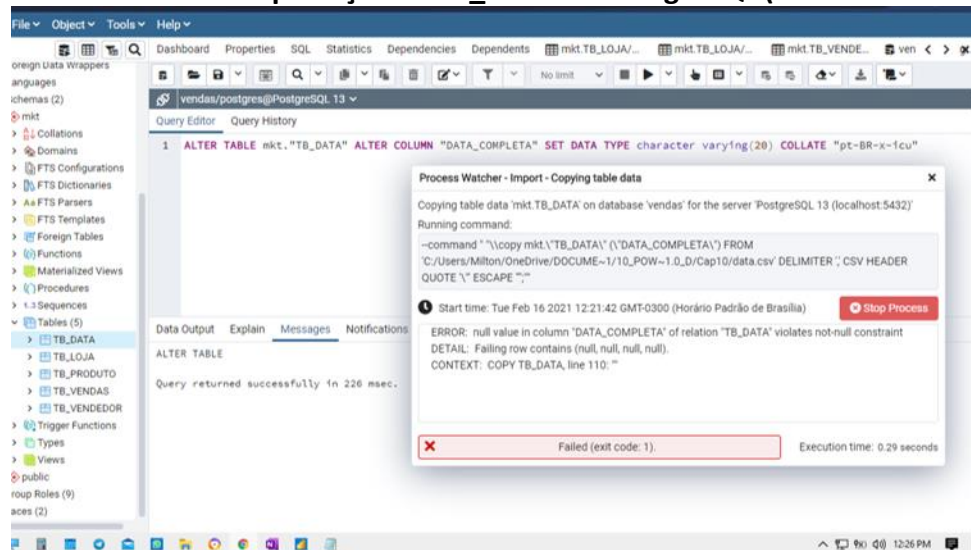 File Object Tools Help
Dashboard Properties SQL Statistics Dependencies Dependents mkt.TB_LOJA/... mkt.TB_LOJA/... mkt.TB_VENDE... ven
oreign Data Wrappers
anguages
chemas (2)
mkt
Collations
Domains
FTS Configurations
FTS Dictionaries
FTS Parsers
FTS Templates
Foreign Tables
Functions
Materialized Views
Procedures
1..3 Sequences
Tables (5)
TB_DATA
TB_LOJA
TB_PRODUTO
TB_VENDAS
TB_VENDEDOR
Trigger Functions
Types
Views
public
roup Roles (9)
aces (2)
No limit
vendas/postgres@PostgreSQL 13
Query Editor Query History
1 ALTER TABLE mkt."TB_DATA" ALTER COLUMN "DATA_COMPLETA" SET DATA TYPE character varying(20) COLLATE "pt-BR-x-icu"
Data Output Explain Messages Notifications
ALTER TABLE
Query returned successfully in 226 msec.
Process Watcher - Import - Copying table data
Copying table data 'mkt.TB_DATA' on database 'vendas' for the server 'PostgreSQL 13 (localhost:5432)'
Running command:
--command " "\\copy mkt.\"TB_DATA\" (\"DATA_COMPLETA\") FROM
'C:/Users/Milton/OneDrive/DOCUME~1/10_POW~1.0_D/Cap10/data.csv' DELIMITER ';' CSV HEADER
QUOTE '\"' ESCAPE '''';""
Start time: Tue Feb 16 2021 12:21:42 GMT-0300 (Horário Padrão de Brasília)
Stop Process
ERROR: null value in column "DATA_COMPLETA" of relation "TB_DATA" violates not-null constraint
DETAIL: Failing row contains (null, null, null, null).
CONTEXT: COPY TB_DATA, line 110: ""
Failed (exit code: 1).
Execution time: 0.29 seconds
12:26 PM